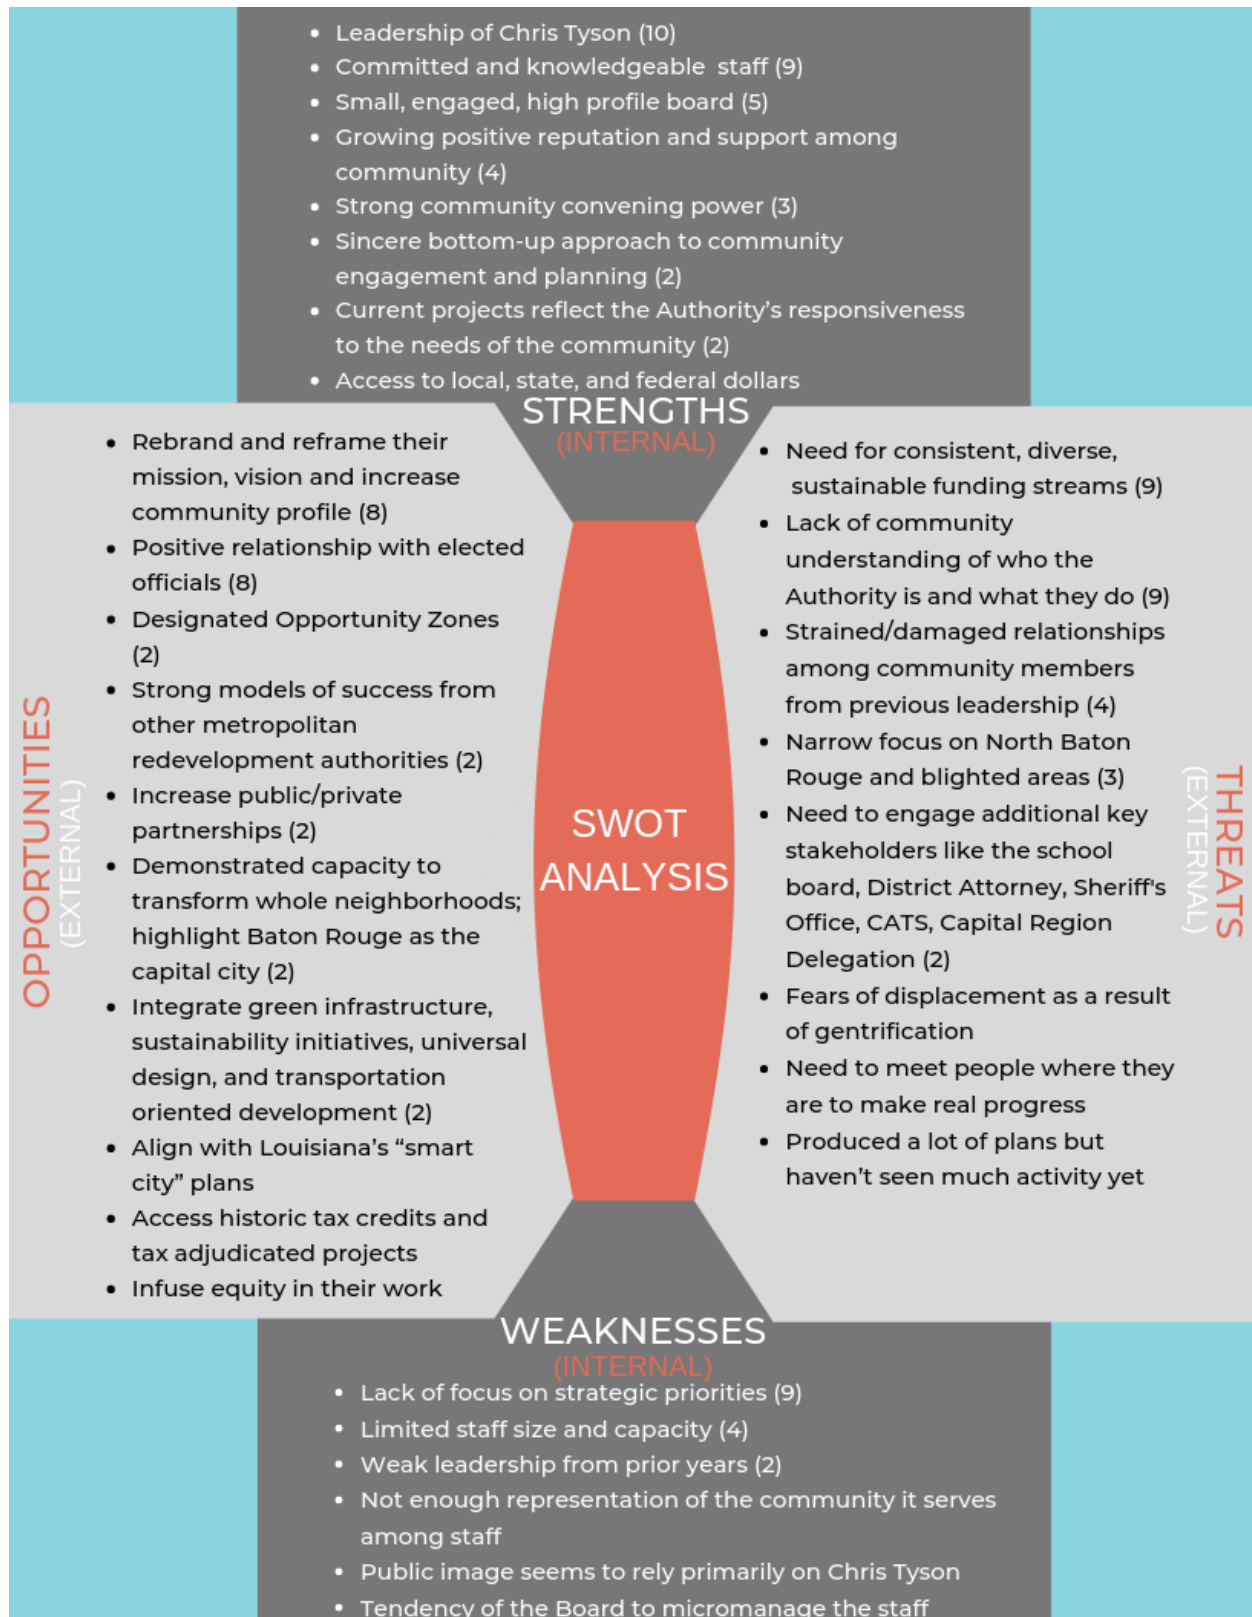 • Leadership of Chris Tyson (10)
• Committed and knowledgeable  staff (9)
• Small, engaged, high profile board (5)
• Growing positive reputation and support among
community (4)
• Strong community convening power (3)
• Sincere bottom-up approach to community
engagement and planning (2)
• Current projects reflect the Authority’s responsiveness
to the needs of the community (2)
• Access to local, state, and federal dollars
STRENGTHS
(INTERNAL)
OPPORTUNITIES
(EXTERNAL)
• Rebrand and reframe their
mission, vision and increase
community profile (8)
• Positive relationship with elected
officials (8)
• Designated Opportunity Zones
(2)
• Strong models of success from
other metropolitan
redevelopment authorities (2)
• Increase public/private
partnerships (2)
• Demonstrated capacity to
transform whole neighborhoods;
highlight Baton Rouge as the
capital city (2)
• Integrate green infrastructure,
sustainability initiatives, universal
design, and transportation
oriented development (2)
• Align with Louisiana’s “smart
city” plans
• Access historic tax credits and
tax adjudicated projects
• Infuse equity in their work
SWOT
ANALYSIS
• Need for consistent, diverse,
sustainable funding streams (9)
• Lack of community
understanding of who the
Authority is and what they do (9)
• Strained/damaged relationships
among community members
from previous leadership (4)
• Narrow focus on North Baton
Rouge and blighted areas (3)
• Need to engage additional key
stakeholders like the school
board, District Attorney, Sheriff's
Office, CATS, Capital Region
Delegation (2)
• Fears of displacement as a result
of gentrification
• Need to meet people where they
are to make real progress
• Produced a lot of plans but
haven’t seen much activity yet
THREATS
(EXTERNAL)
WEAKNESSES
(INTERNAL)
• Lack of focus on strategic priorities (9)
• Limited staff size and capacity (4)
• Weak leadership from prior years (2)
• Not enough representation of the community it serves
among staff
• Public image seems to rely primarily on Chris Tyson
• Tendency of the Board to micromanage the staff